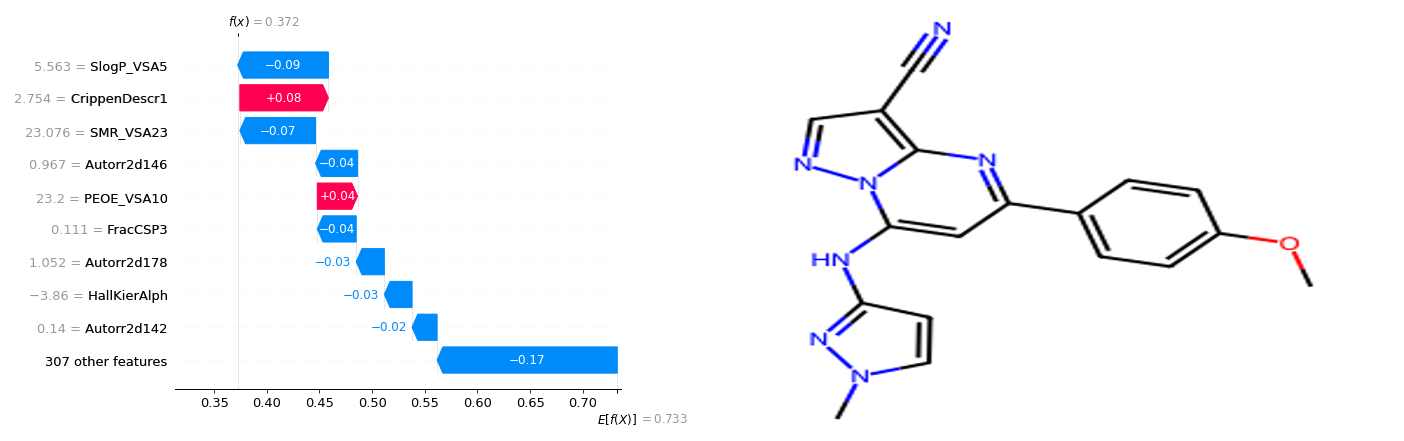 f(x) = 0.372
5.563 = SlogP_VSA5
−0.09
2.754 = CrippenDescr1
+0.08
23.076 = SMR_VSA23
−0.07
0.967 = Autorr2d146
−0.04
23.2 = PEOE_VSA10
+0.04
0.111 = FracCSP3
−0.04
1.052 = Autorr2d178
−0.03
−3.86 = HallKierAlph
−0.03
0.14 = Autorr2d142
−0.02
307 other features
−0.17
0.35 0.40 0.45 0.50 0.55 0.60 0.65 0.70
E[f(X)] = 0.733
N
N
N
N
O
HN
N
N